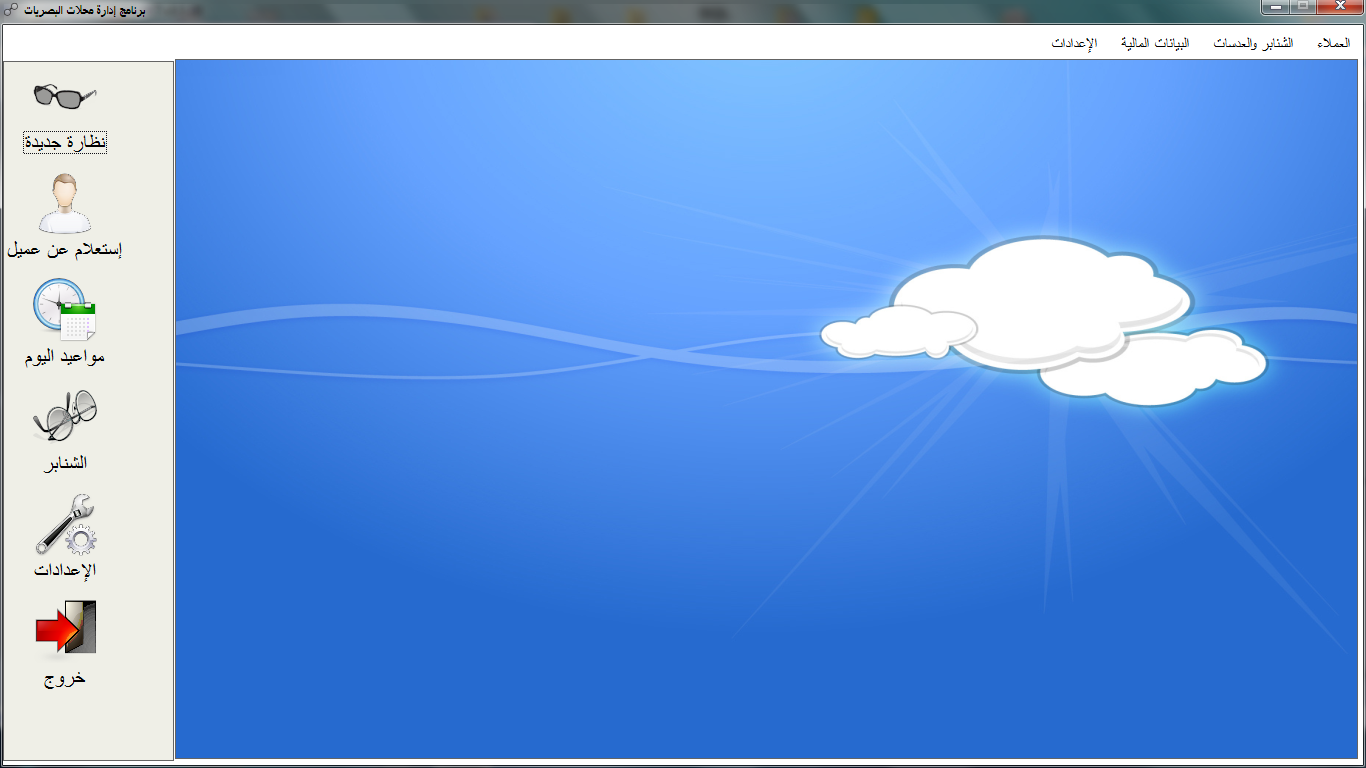 برنامج إدارة محلات البصريات
العملاء
الشنابر والعدسات
البيانات المالية
الإعدادات
نظارة جديدة
إستعلام عن عميل
مواعيد اليوم
الشنابر
الإعدادات
خروج